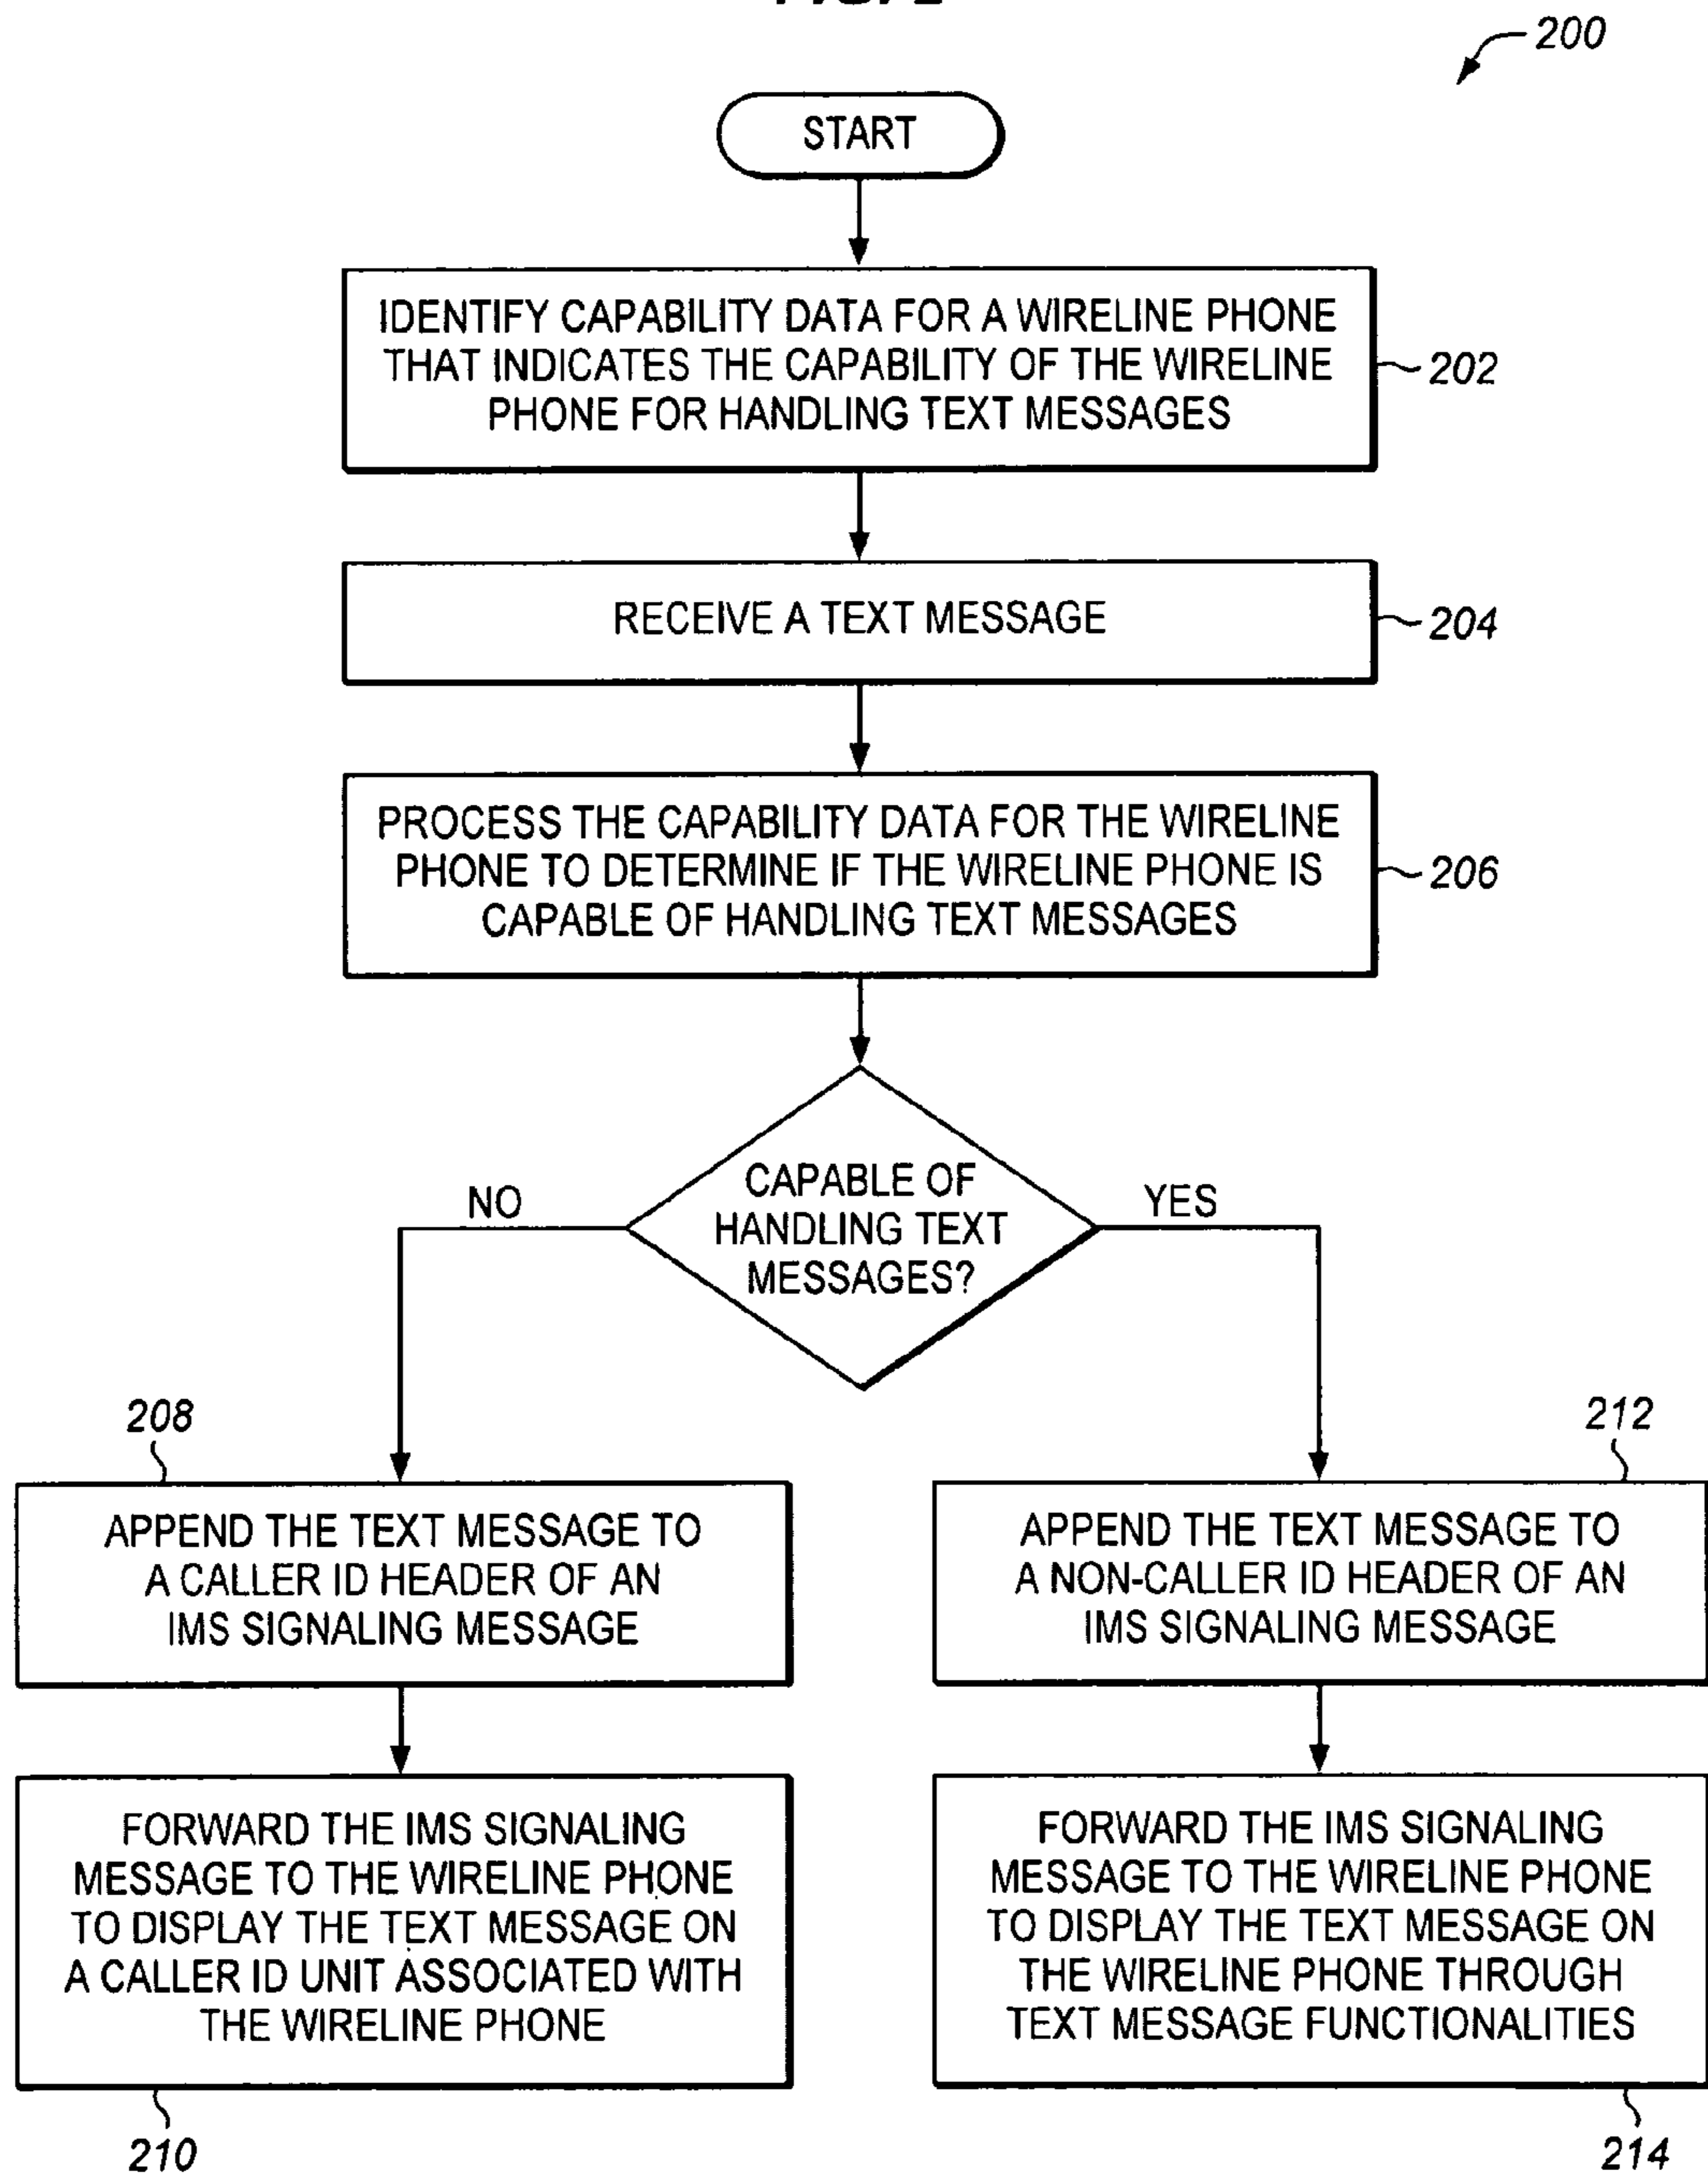 200
START
IDENTIFY CAPABILITY DATA FOR A WIRELINE PHONE
THAT INDICATES THE CAPABILITY OF THE WIRELINE
PHONE FOR HANDLING TEXT MESSAGES
202
RECEIVE A TEXT MESSAGE
204
PROCESS THE CAPABILITY DATA FOR THE WIRELINE
PHONE TO DETERMINE IF THE WIRELINE PHONE IS
CAPABLE OF HANDLING TEXT MESSAGES
206
CAPABLE OF
HANDLING TEXT
MESSAGES?
NO
YES
208
APPEND THE TEXT MESSAGE TO
A CALLER ID HEADER OF AN
IMS SIGNALING MESSAGE
212
APPEND THE TEXT MESSAGE TO
A NON-CALLER ID HEADER OF AN
IMS SIGNALING MESSAGE
FORWARD THE IMS SIGNALING
MESSAGE TO THE WIRELINE PHONE
TO DISPLAY THE TEXT MESSAGE ON
A CALLER ID UNIT ASSOCIATED WITH
THE WIRELINE PHONE
210
FORWARD THE IMS SIGNALING
MESSAGE TO THE WIRELINE PHONE
TO DISPLAY THE TEXT MESSAGE ON
THE WIRELINE PHONE THROUGH
TEXT MESSAGE FUNCTIONALITIES
214